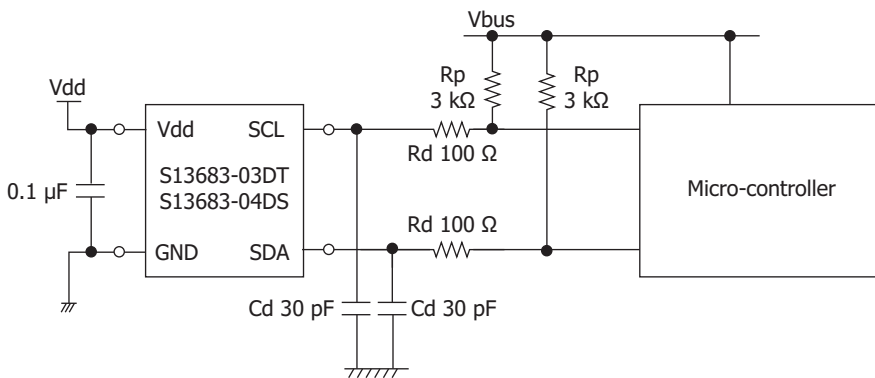 Vbus
Vdd
Rp
3 kΩ
Rp
3 kΩ
Vdd
SCL
Rd 100 Ω
0.1 µF
S13683-03DT
S13683-04DS
Micro-controller
Rd 100 Ω
GND
SDA
Cd 30 pF
Cd 30 pF